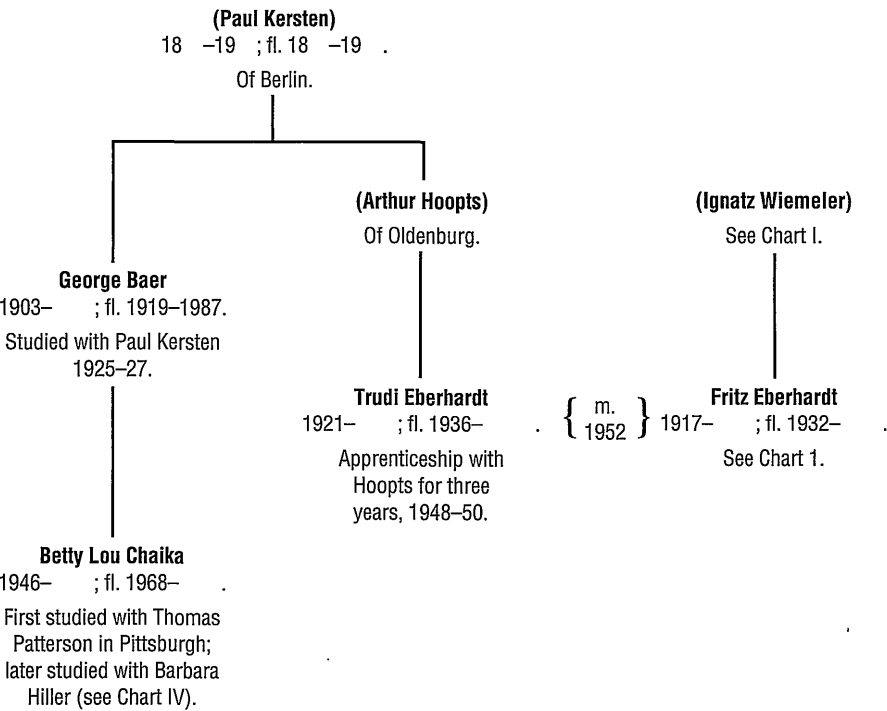 (Paul Kersten)
18 –19 ; fl. 18 –19 .
Of Berlin.
(Arthur Hoopts)
Of Oldenburg.
(Ignatz Wiemeler)
See Chart I.
George Baer
1903– ; fl. 1919–1987.
Studied with Paul Kersten
1925–27.
Trudi Eberhardt
1921– ; fl. 1936– .
Apprenticeship with
Hoopts for three
years, 1948–50.
{ m. }
1952
Fritz Eberhardt
1917– ; fl. 1932– .
See Chart 1.
Betty Lou Chaika
1946– ; fl. 1968– .
First studied with Thomas
Patterson in Pittsburgh;
later studied with Barbara
Hiller (see Chart IV).